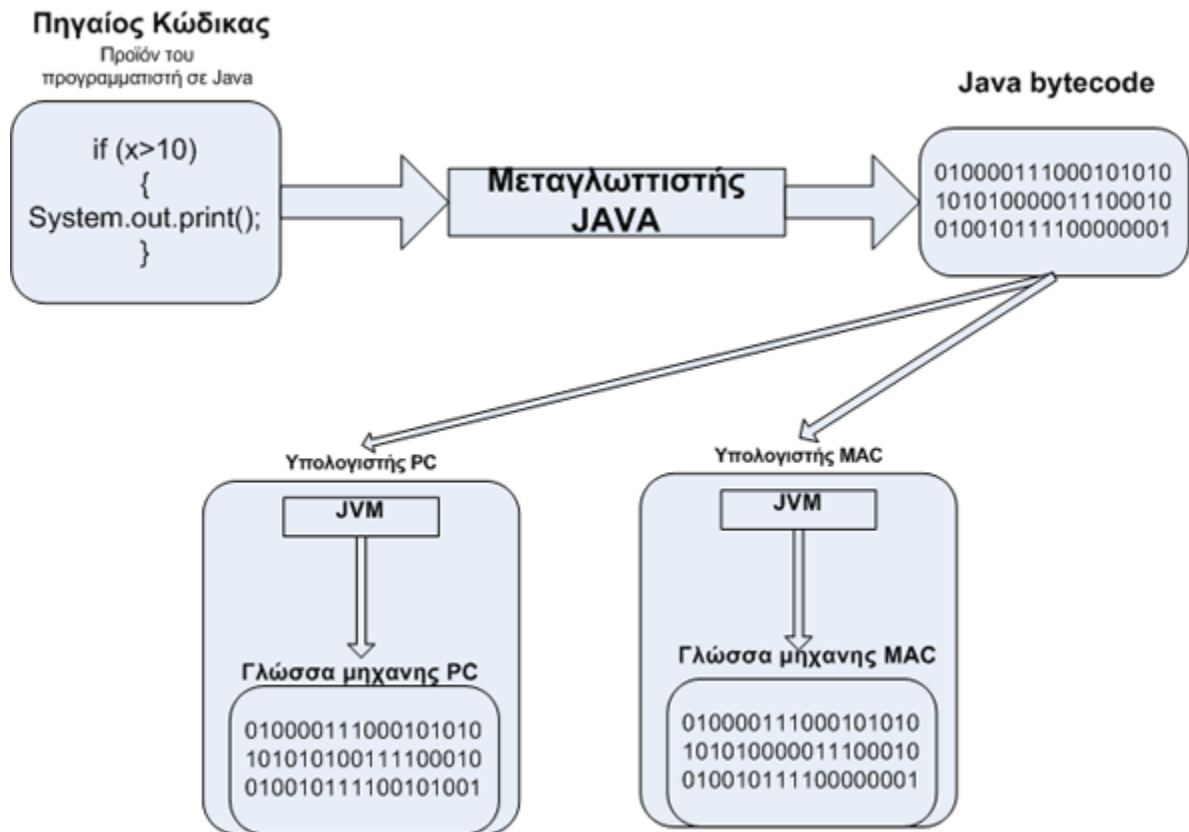 Πηγαίος Κώδικας
Προϊόν του
προγραμματιστή σε Java
if (x>10)
{
System.out.print();
}
Μεταγλωττιστής
JAVA
Java bytecode
010000111000101010
101010000011100010
010010111100000001
Υπολογιστής PC
JVM
Γλώσσα μηχανης PC
010000111000101010
101010100111100010
010010111100101001
Υπολογιστής MAC
JVM
Γλώσσα μηχανης MAC
010000111000101010
101010000011100010
010010111100000001